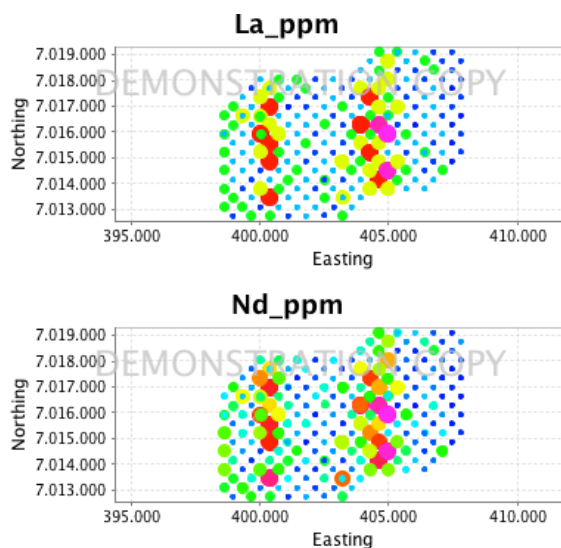 La_ppm
DEMONSTRATION COPY
Northing
7.019.000
7.018.000
7.017.000
7.016.000
7.015.000
7.014.000
7.013.000
395.000 400.000 405.000 410.000
Easting
Nd_ppm
DEMONSTRATION COPY
Northing
7.019.000
7.018.000
7.017.000
7.016.000
7.015.000
7.014.000
7.013.000
395.000 400.000 405.000 410.000
Easting